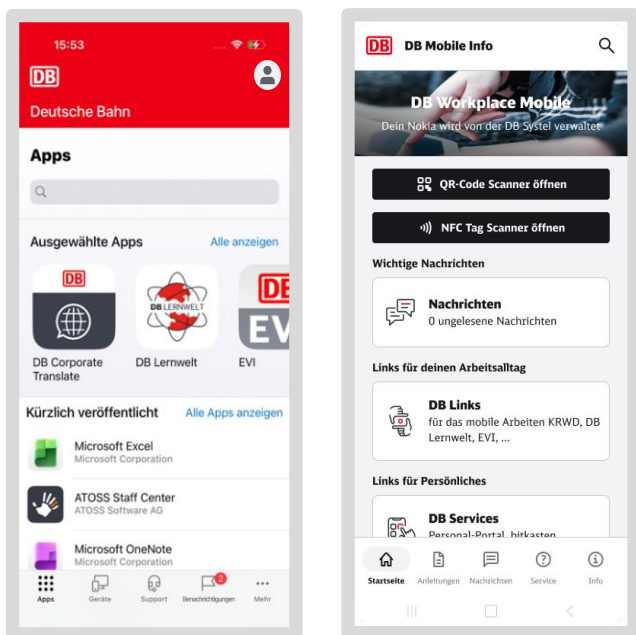 15:53
DB
Deutsche Bahn
Apps
Ausgewählte Apps
Alle anzeigen
DB
DB LERNWELT
DB
EV
DB Corporate
Translate
DB Lernwelt
EVI
Kürzlich veröffentlicht
Alle Apps anzeigen
Microsoft Excel
Microsoft Corporation
ATOSS Staff Center
ATOSS Software AG
Microsoft OneNote
Microsoft Corporation
2
Apps
Geräte
Support
Benachrichtigungen
Mehr
DB
DB Mobile Info
DB Workplace Mobile
Dein Nokia wird von der DB Systel verwaltet
QR-Code Scanner öffnen
NFC Tag Scanner öffnen
Wichtige Nachrichten
Nachrichten
0 ungelesene Nachrichten
Links für deinen Arbeitsalltag
DB Links
für das mobile Arbeiten KRWD, DB
Lernwelt, EVI, ...
Links für Persönliches
DB Services
Personal-Portal, bitkasten
Startseite
Anleitungen
Nachrichten
Service
Info